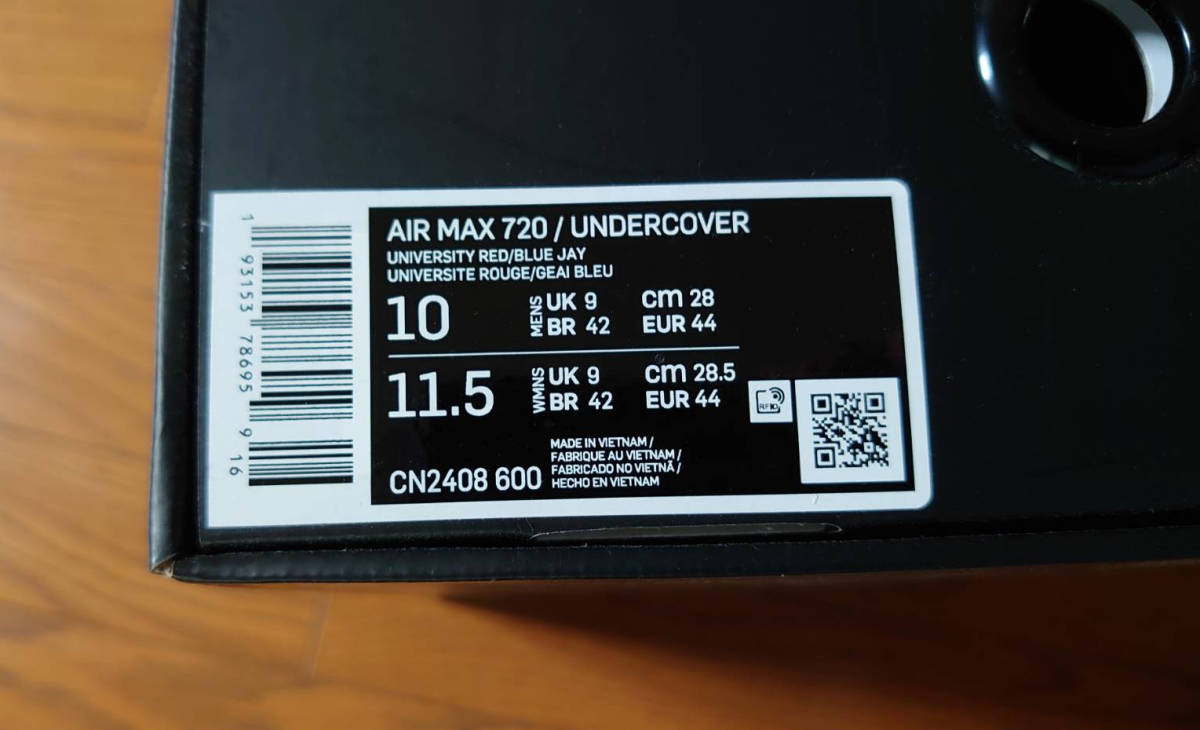 AIR MAX 720 / UNDERCOVER
UNIVERSITY RED/BLUE JAY
UNIVERSITE ROUGE/GEAI BLEU
10 MENS UK 9 cm 28
BR 42 EUR 44
11.5 WMNS UK 9 cm 28.5
BR 42 EUR 44
RFID
MADE IN VIETNAM /
FABRIQUE AU VIETNAM /
FABRICADO NO VIETNÃ /
HECHO EN VIETNAM
CN2408 600
1 93153 78695 9 16